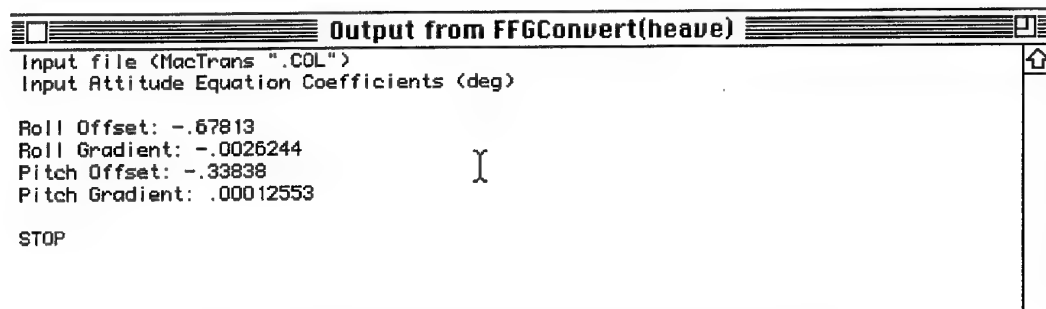 Output from FFGConvert(heave)
Input file (MacTrans ".COL")
Input Attitude Equation Coefficients (deg)
Roll Offset: -.67813
Roll Gradient: -.0026244
Pitch Offset: -.33838
Pitch Gradient: .00012553
STOP